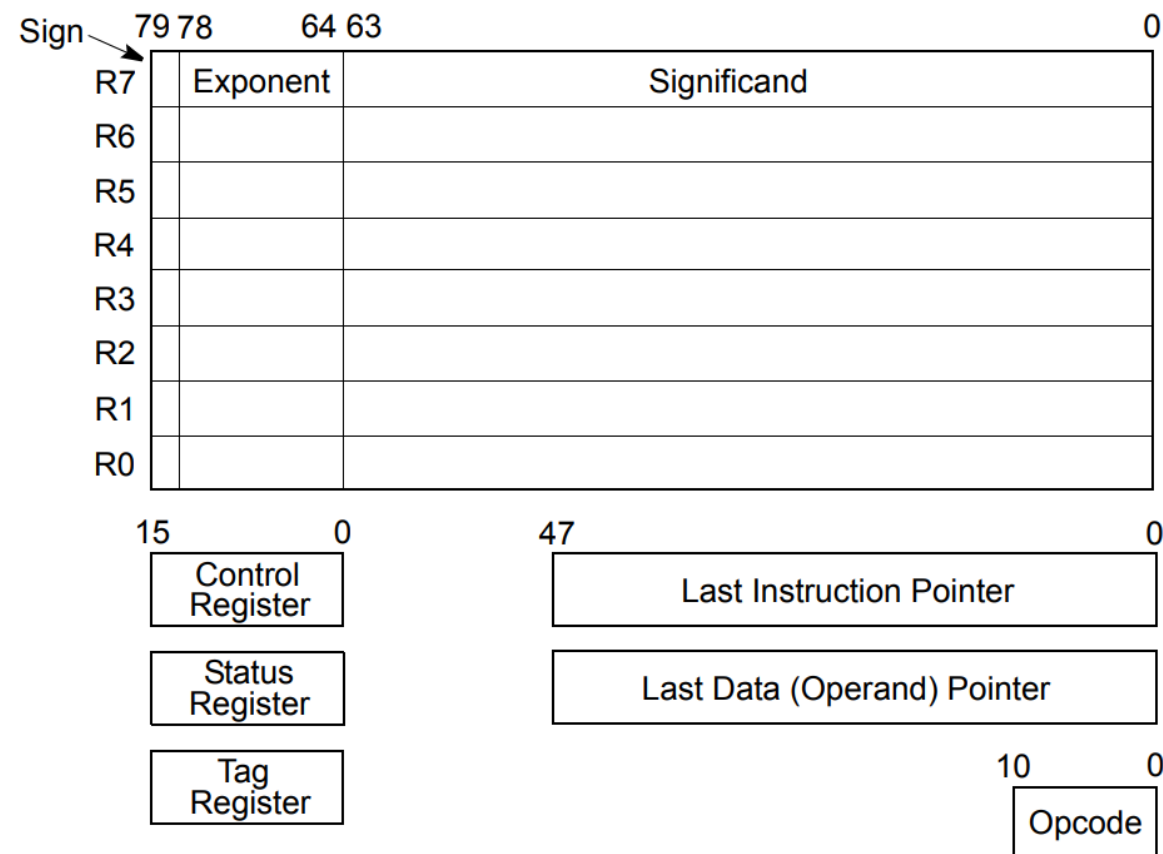 Sign 79 78 64 63 0
R7 Exponent Significand
R6
R5
R4
R3
R2
R1
R0
15 0 47 0
Control
Register
Last Instruction Pointer
Status
Register
Last Data (Operand) Pointer
Tag
Register
10 0
Opcode